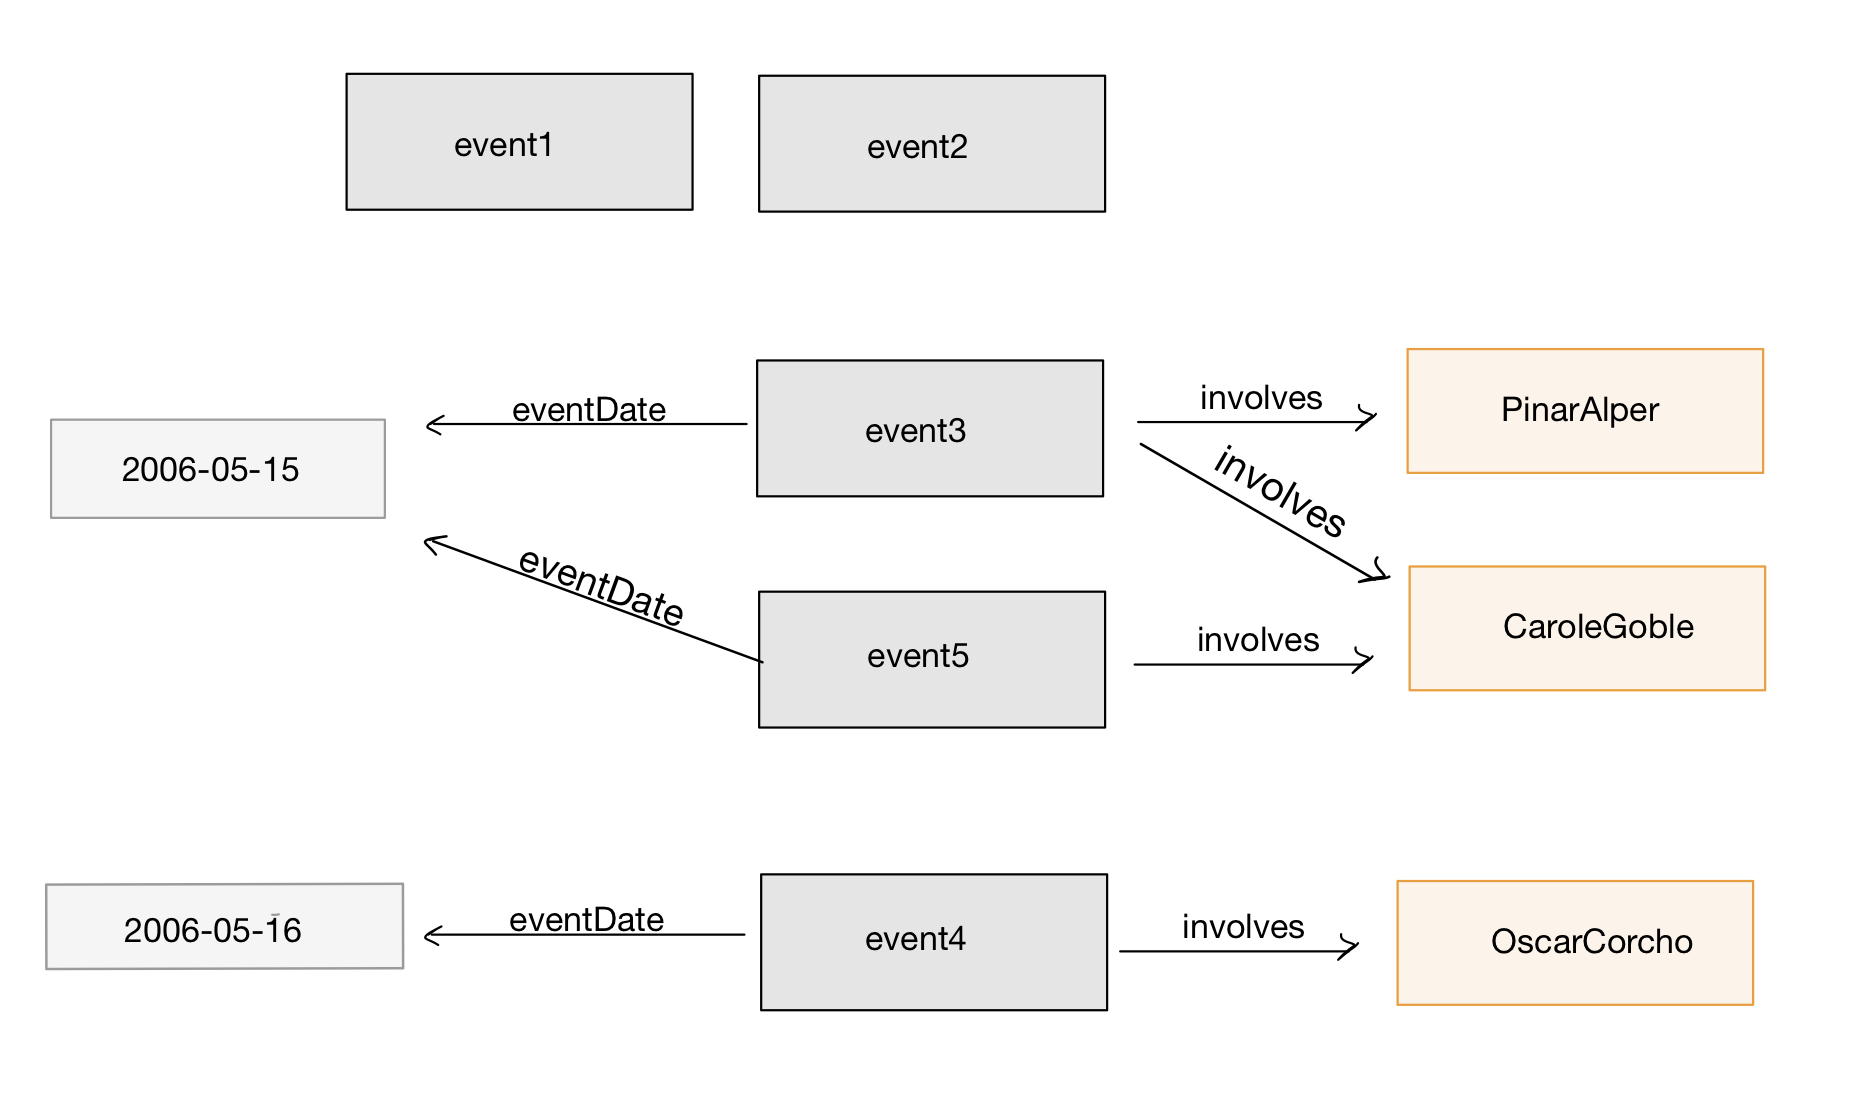 event1
event2
eventDate
event3
involves
PinarAlper
2006-05-15
involves
eventDate
event5
involves
CaroleGoble
2006-05-16
eventDate
event4
involves
OscarCorcho